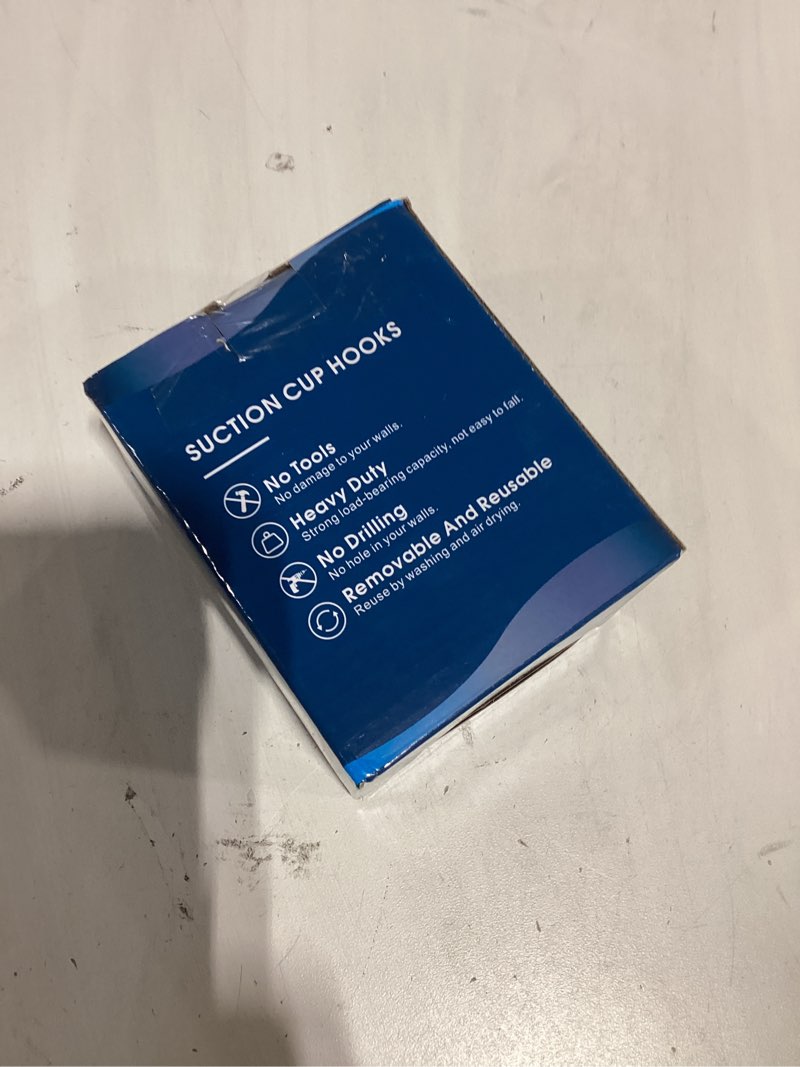 SUCTION CUP HOOKS
No Tools
No damage to your walls.
Heavy Duty
Strong load-bearing capacity, not easy to fall.
No Drilling
No hole in your walls.
Removable And Reusable
Reuse by washing and air drying.